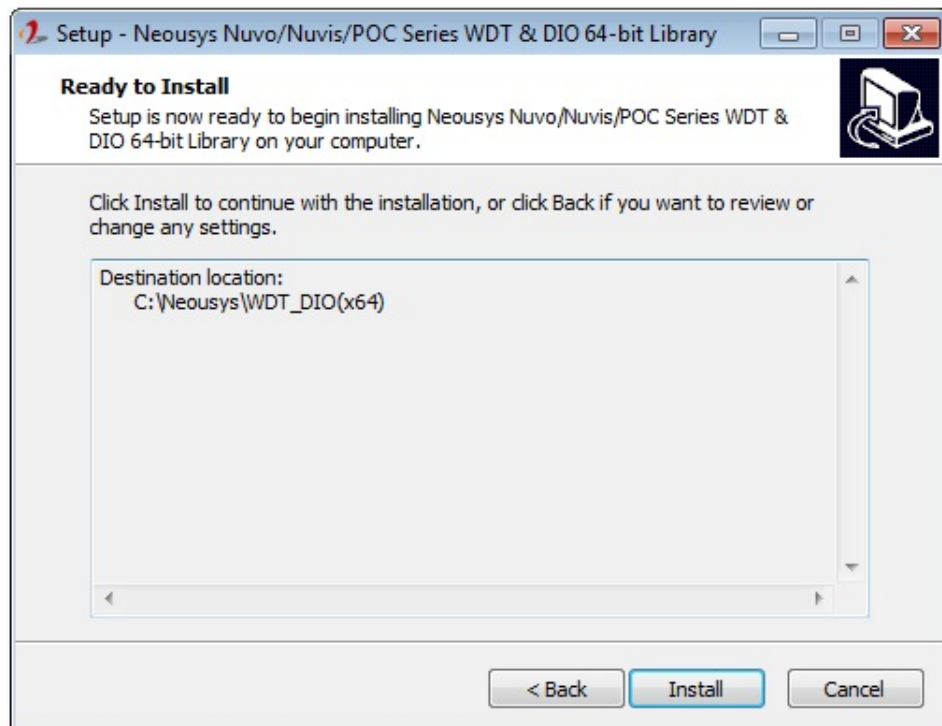 Setup - Neousys Nuvo/Nuvis/POC Series WDT & DIO 64-bit Library
Ready to Install
Setup is now ready to begin installing Neousys Nuvo/Nuvis/POC Series WDT &
DIO 64-bit Library on your computer.
Click Install to continue with the installation, or click Back if you want to review or
change any settings.
Destination location:
C:\Neousys\WDT_DIO(x64)
< Back
Install
Cancel